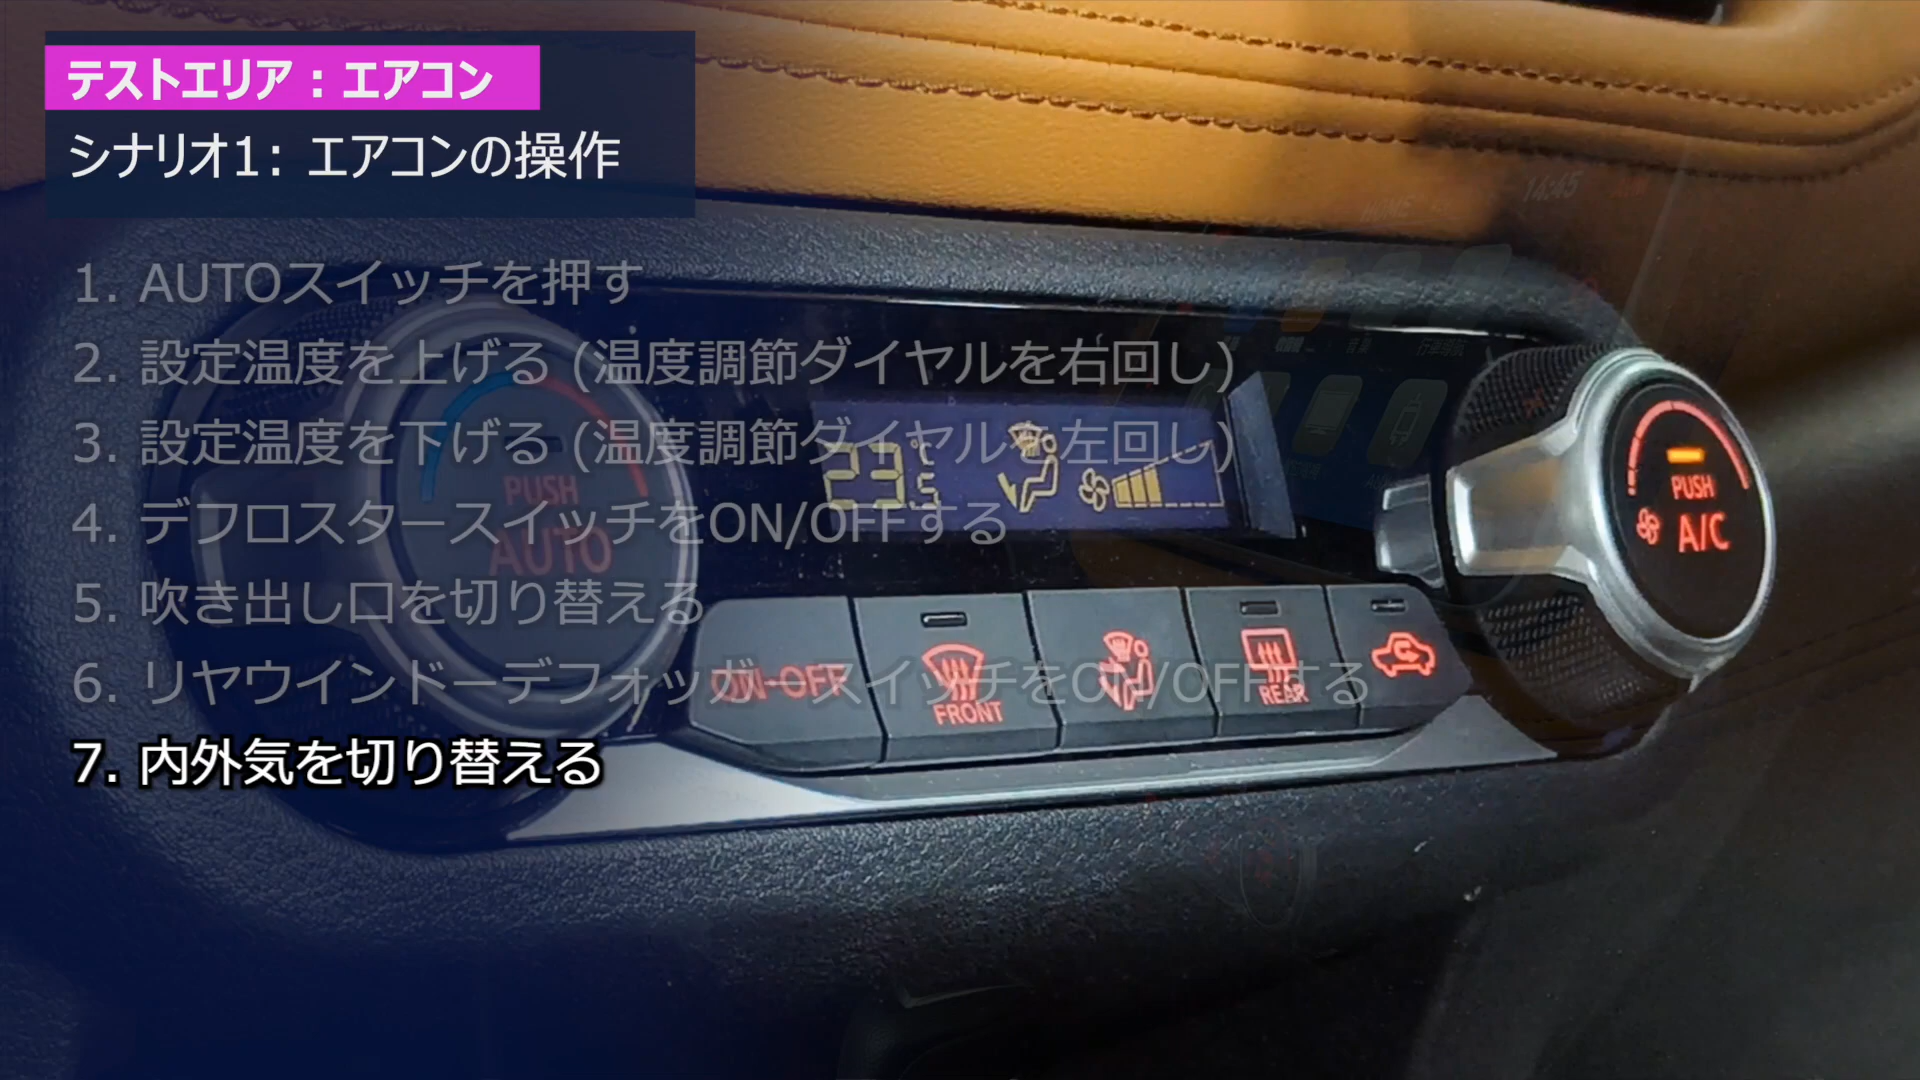 テストエリア : エアコン
シナリオ1: エアコンの操作
1. AUTOスイッチを押す
2. 設定温度を上げる (温度調節ダイヤルを右回し)
3. 設定温度を下げる (温度調節ダイヤルを左回し)
4. デフロスタースイッチをON/OFFする
5. 吹き出し口を切り替える
6. リヤウインドーデフォッガースイッチをON/OFFする
7. 内外気を切り替える
14:45
PUSH
AUTO
23.5
°C
ON-OFF
FRONT
REAR
PUSH
A/C